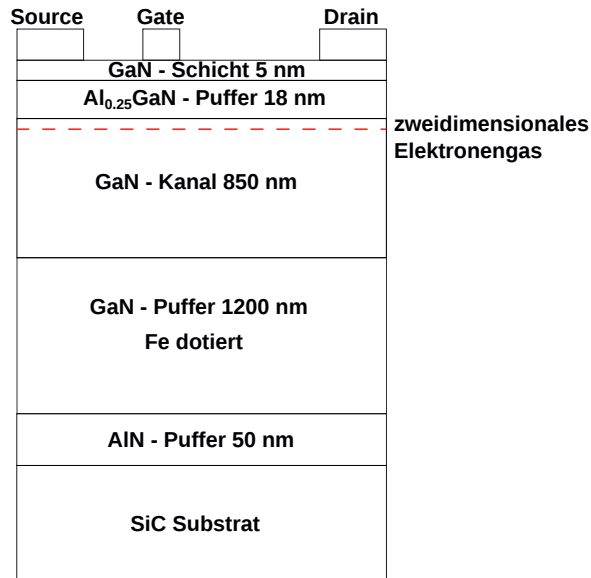 Source Gate Drain
GaN - Schicht 5 nm
Al₀.₂₅GaN - Puffer 18 nm
zweidimensionales
Elektronengas
GaN - Kanal 850 nm
GaN - Puffer 1200 nm
Fe dotiert
AlN - Puffer 50 nm
SiC Substrat